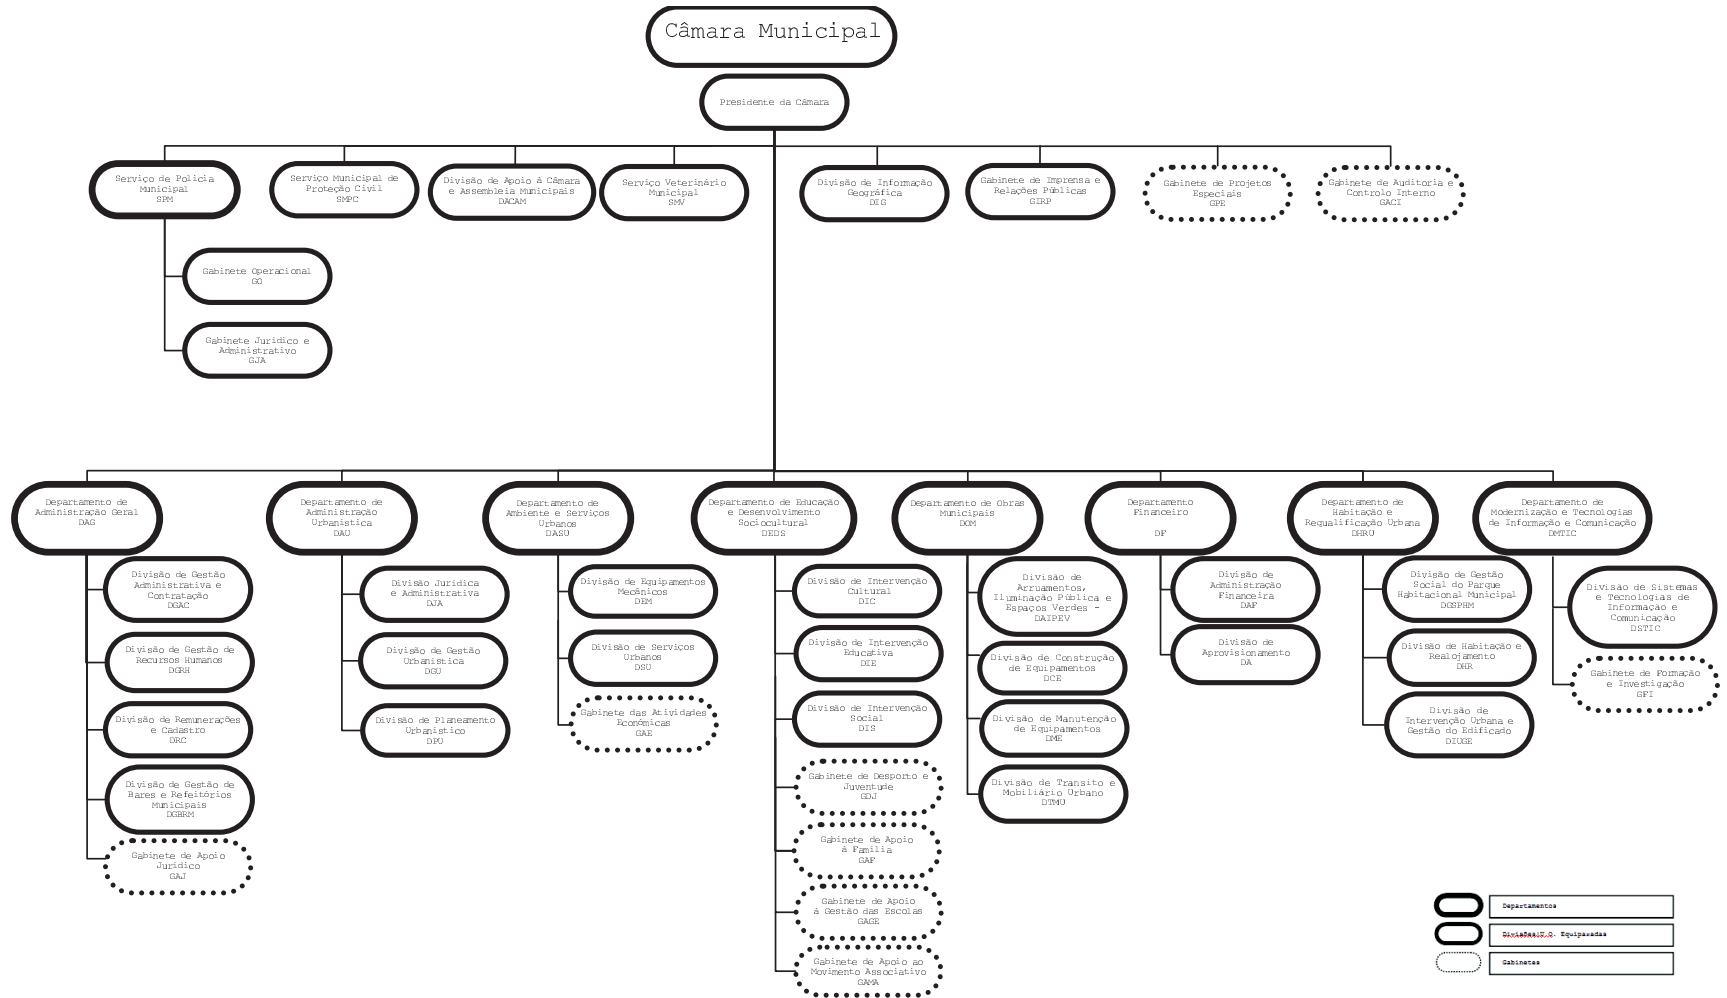 Câmara Municipal
Presidente da Câmara
Serviço de Policia
Municipal
SPM
Serviço Municipal de
Proteção Civil
SMPC
Divisão de Apoio à Câmara
e Assembleia Municipais
DACAM
Serviço Veterinário
Municipal
SMV
Divisão de Informação
Geográfica
DIG
Gabinete de Imprensa e
Relações Públicas
GIRP
Gabinete de Projetos
Especiais
GPE
Gabinete de Auditoria e
Controlo Interno
GACI
Gabinete Operacional
GO
Gabinete Jurídico e
Administrativo
GJA
Departamento de
Administração Geral
DAG
Departamento de
Administração
Urbanística
DAU
Departamento de
Ambiente e Serviços
Urbanos
DASU
Departamento de Educação
e Desenvolvimento
Sociocultural
DEDS
Departamento de Obras
Municipais
DOM
Departamento
Financeiro
DF
Departamento de
Habitação e
Requalificação Urbana
DHRU
Departamento de
Modernização e Tecnologias
de Informação e Comunicação
DMTIC
Divisão de Gestão
Administrativa e
Contratação
DGAC
Divisão de Gestão de
Recursos Humanos
DGRH
Divisão de Remunerações
e Cadastro
DRC
Divisão de Gestão de
Bares e Refeitórios
Municipais
DGBRM
Gabinete de Apoio
Jurídico
GAJ
Divisão Jurídica
e Administrativa
DJA
Divisão de Gestão
Urbanística
DGU
Divisão de Planeamento
Urbanístico
DPU
Divisão de Equipamentos
Mecânicos
DEM
Divisão de Serviços
Urbanos
DSU
Gabinete das Atividades
Económicas
GAE
Divisão de Intervenção
Cultural
DIC
Divisão de Intervenção
Educativa
DIE
Divisão de Intervenção
Social
DIS
Gabinete de Desporto e
Juventude
GDJ
Gabinete de Apoio
à Familia
GAF
Gabinete de Apoio
à Gestão das Escolas
GAGE
Gabinete de Apoio ao
Movimento Associativo
GAMA
Divisão de
Arruamentos,
Iluminação Pública e
Espaços Verdes -
DAIPEV
Divisão de Construção
de Equipamentos
DCE
Divisão de Manutenção
de Equipamentos
DME
Divisão de Transito e
Mobiliário Urbano
DTMU
Divisão de
Administração
Financeira
DAF
Divisão de
Aprovisionamento
DA
Divisão de Gestão
Social do Parque
Habitacional Municipal
DGSPHM
Divisão de Habitação e
Realojamento
DHR
Divisão de
Intervenção Urbana e
Gestão do Edificado
DIUGE
Divisão de Sistemas
e Tecnologias de
Informação e
Comunicação
DSTIC
Gabinete de Formação
e Investigação
GFI
Departamentos
Divisões/U.O. Equiparadas
Gabinetes